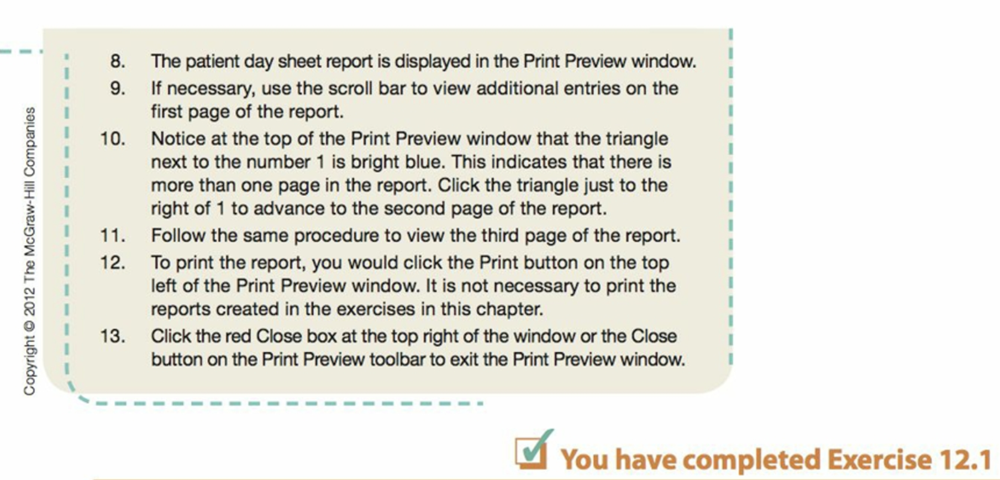 8. The patient day sheet report is displayed in the Print Preview window.
9. If necessary, use the scroll bar to view additional entries on the
first page of the report.
10. Notice at the top of the Print Preview window that the triangle
next to the number 1 is bright blue. This indicates that there is
more than one page in the report. Click the triangle just to the
right of 1 to advance to the second page of the report.
11. Follow the same procedure to view the third page of the report.
12. To print the report, you would click the Print button on the top
left of the Print Preview window. It is not necessary to print the
reports created in the exercises in this chapter.
13. Click the red Close box at the top right of the window or the Close
button on the Print Preview toolbar to exit the Print Preview window.
Copyright © 2012 The McGraw-Hill Companies
You have completed Exercise 12.1